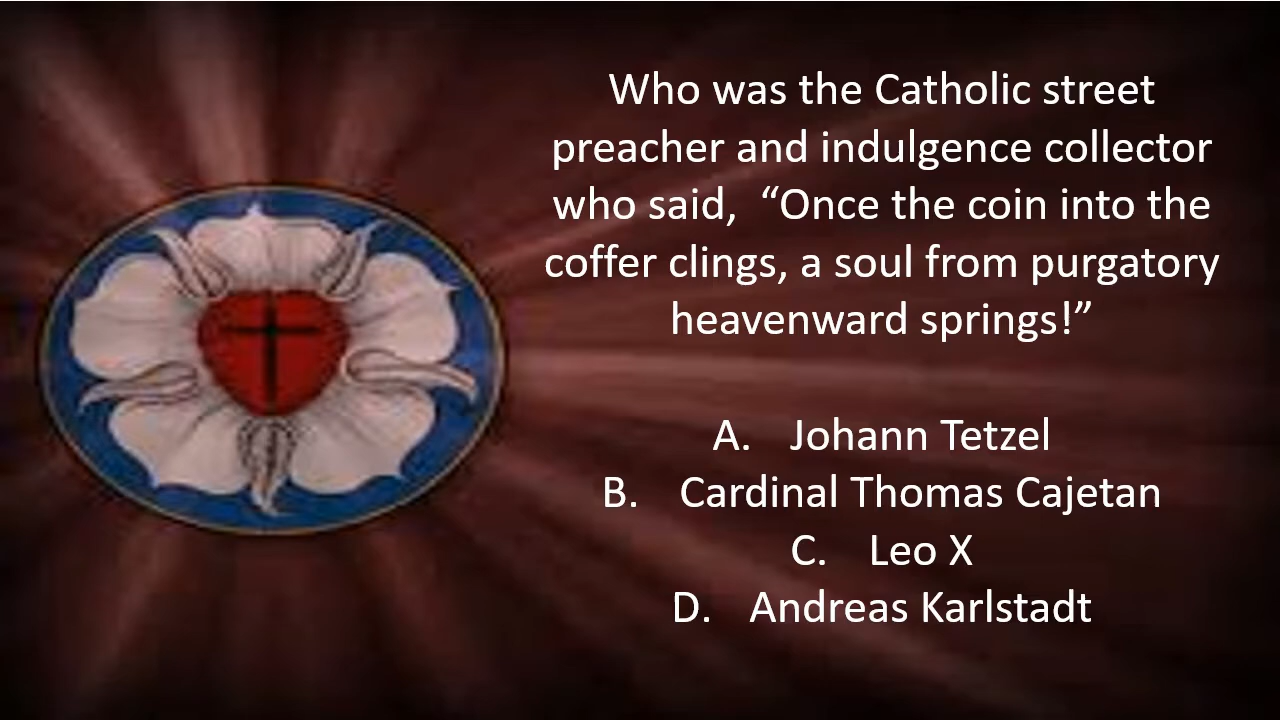 Who was the Catholic street
preacher and indulgence collector
who said,  “Once the coin into the
coffer clings, a soul from purgatory
heavenward springs!”
A. Johann Tetzel
B. Cardinal Thomas Cajetan
C. Leo X
D. Andreas Karlstadt